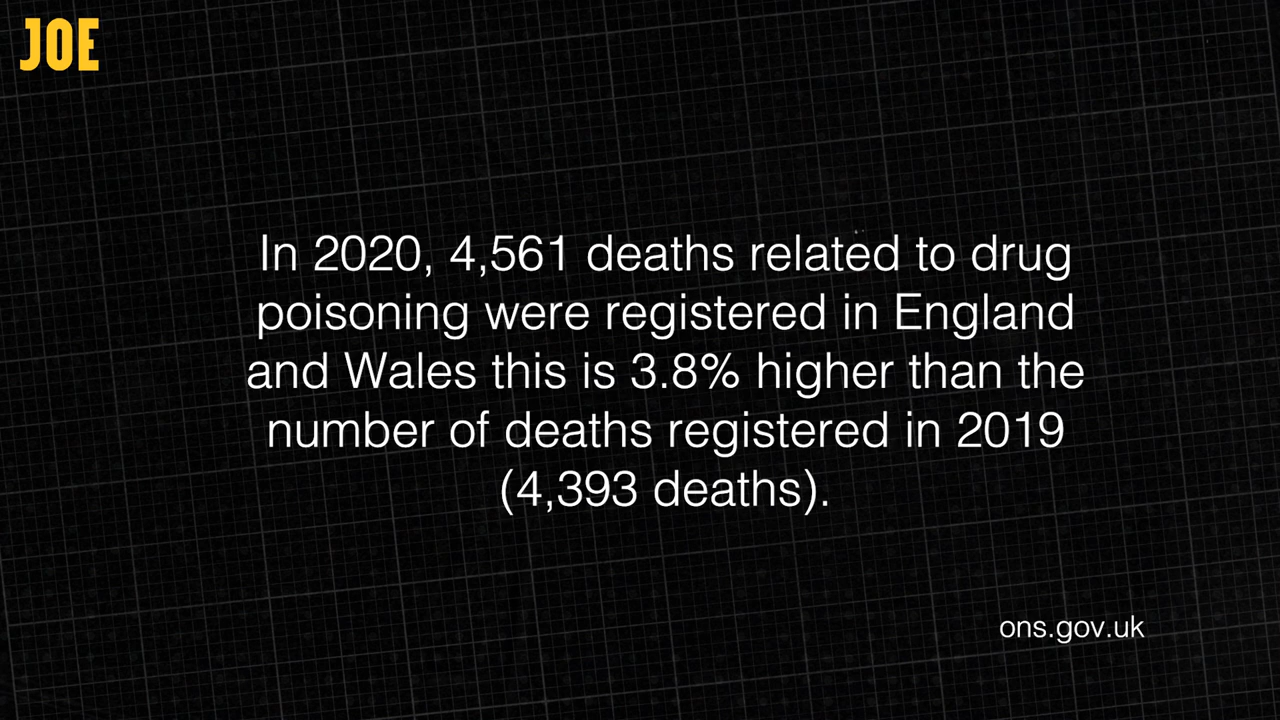 JOE
In 2020, 4,561 deaths related to drug
poisoning were registered in England
and Wales this is 3.8% higher than the
number of deaths registered in 2019
(4,393 deaths).
ons.gov.uk